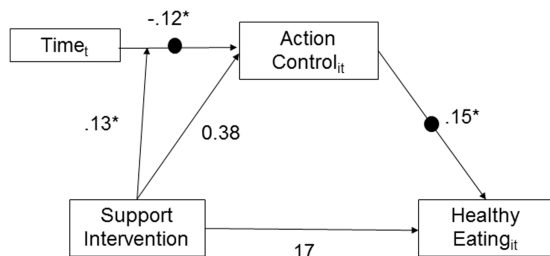 -.12*
Time_t
Action
Control_it
.13*
0.38
.15*
Support
Intervention
Healthy
Eating_it
17